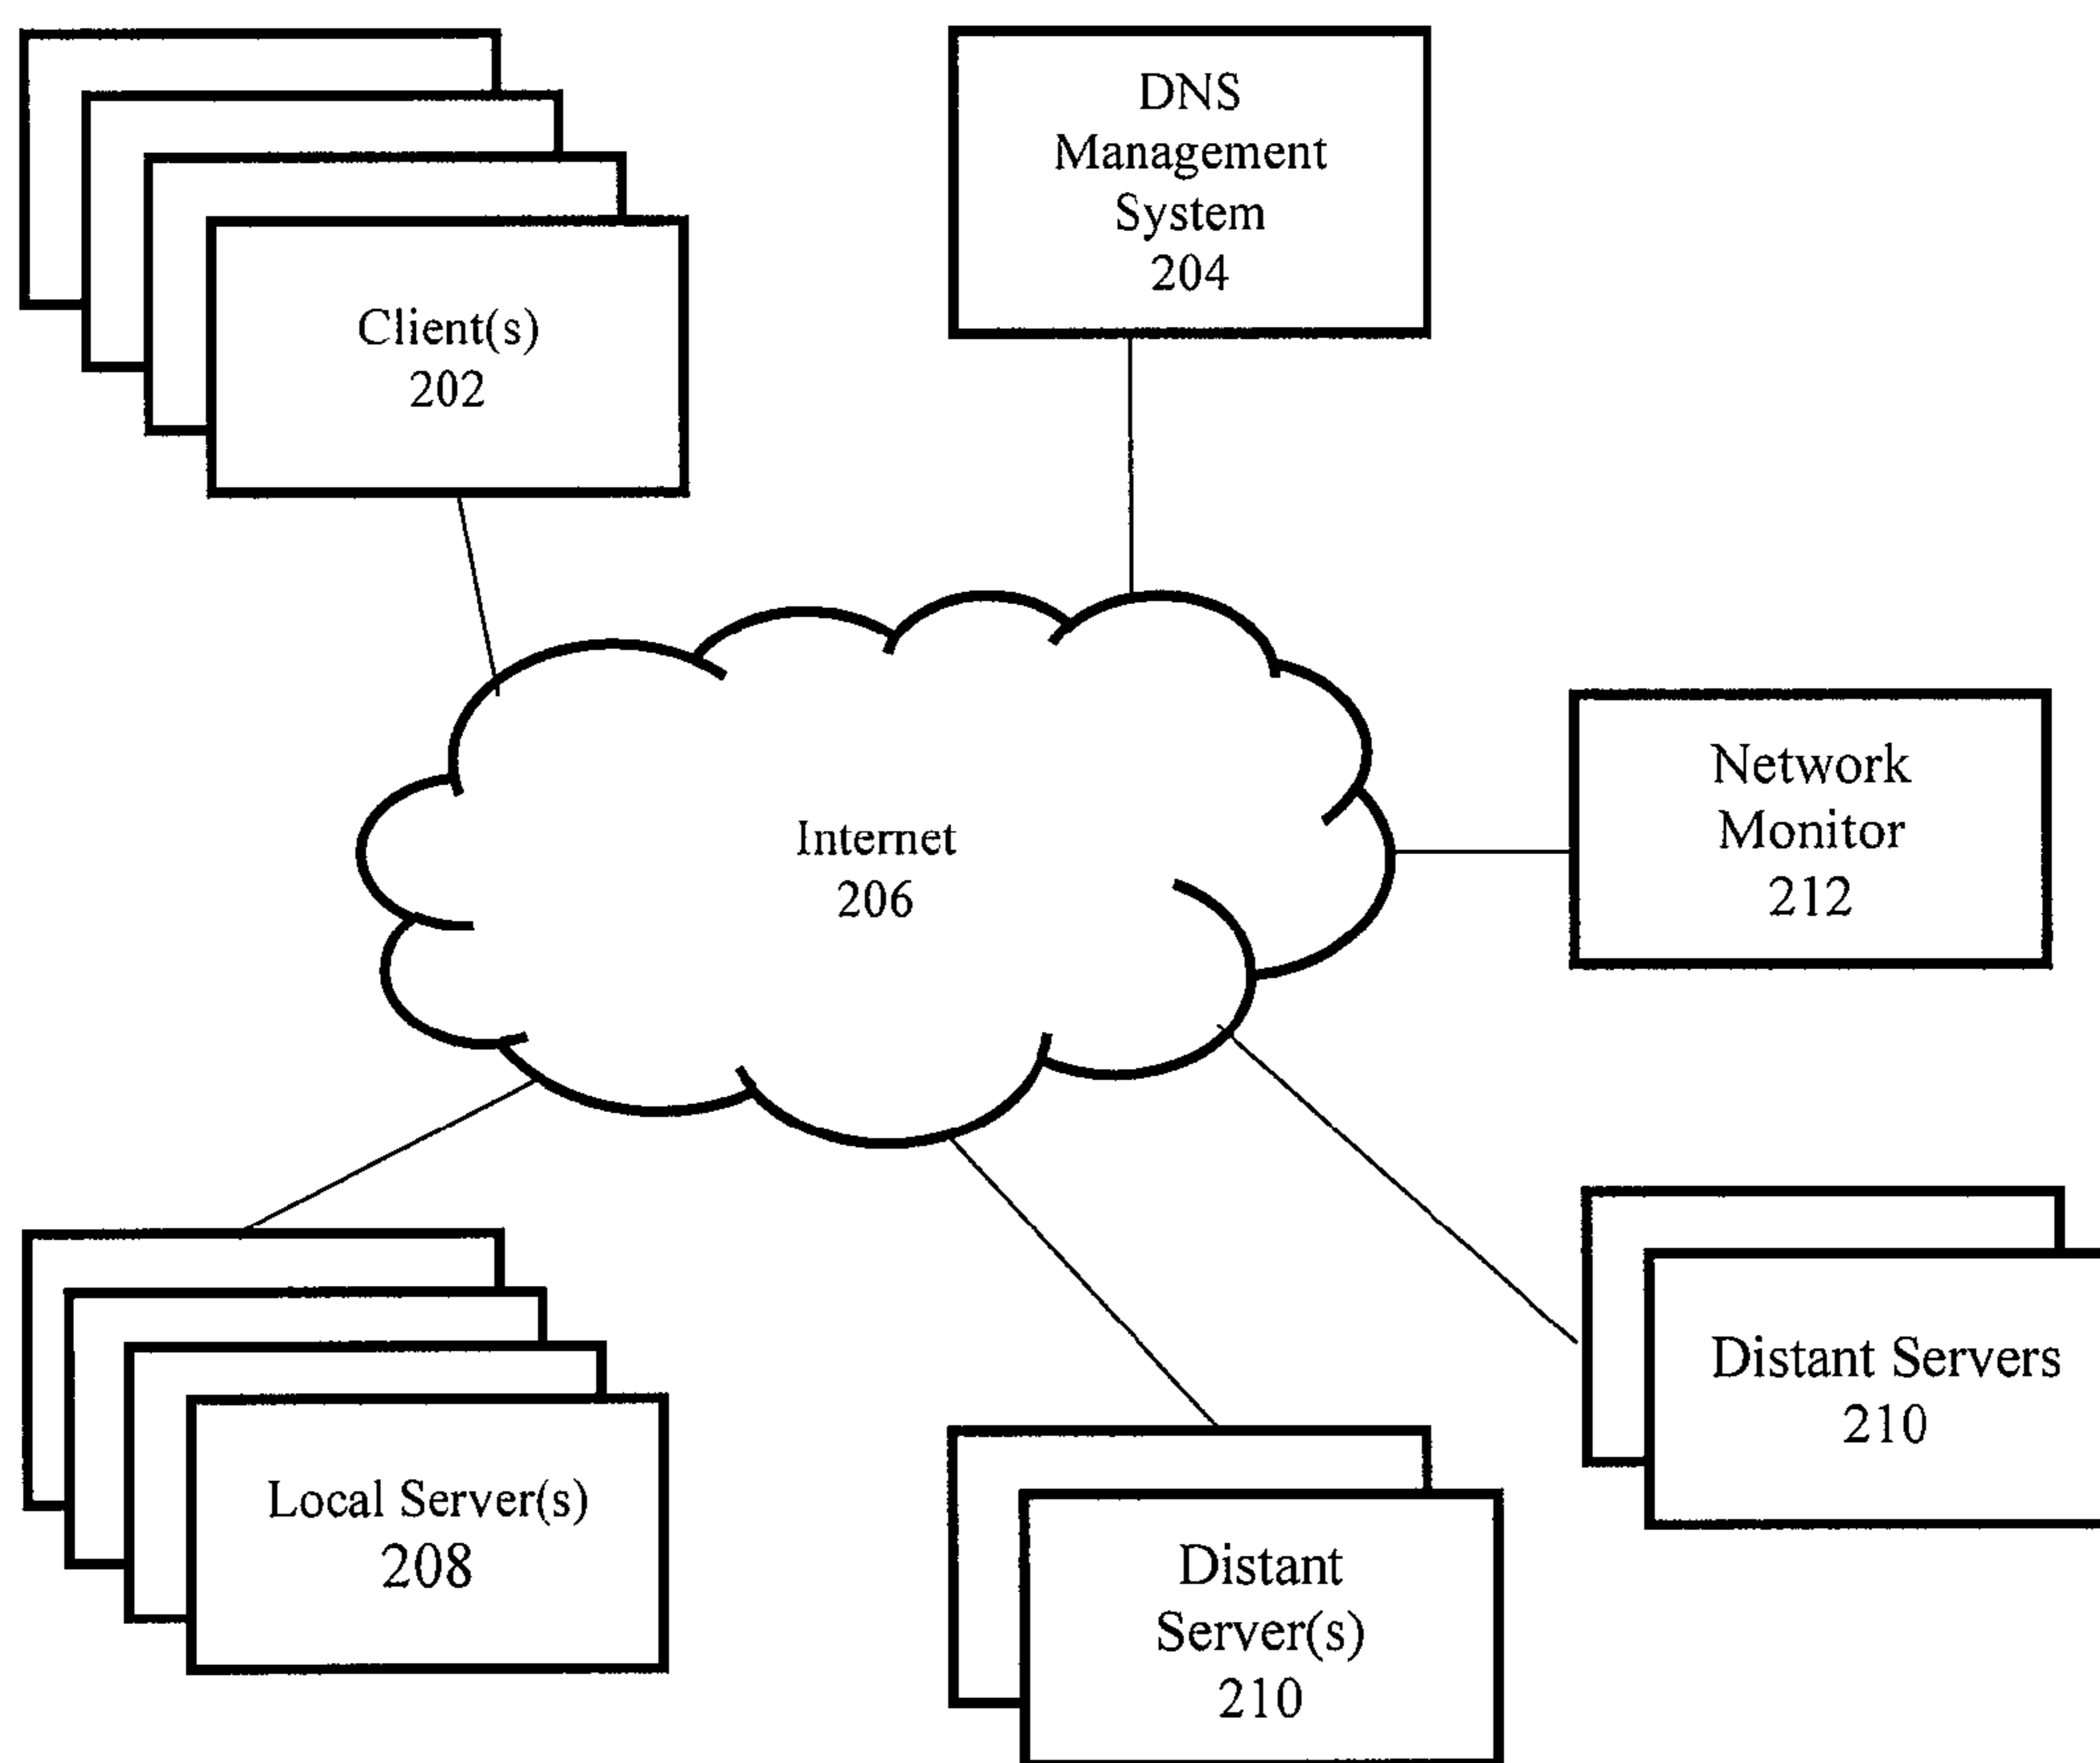 Client(s)
202
DNS
Management
System
204
Internet
206
Network
Monitor
212
Local Server(s)
208
Distant
Server(s)
210
Distant Servers
210